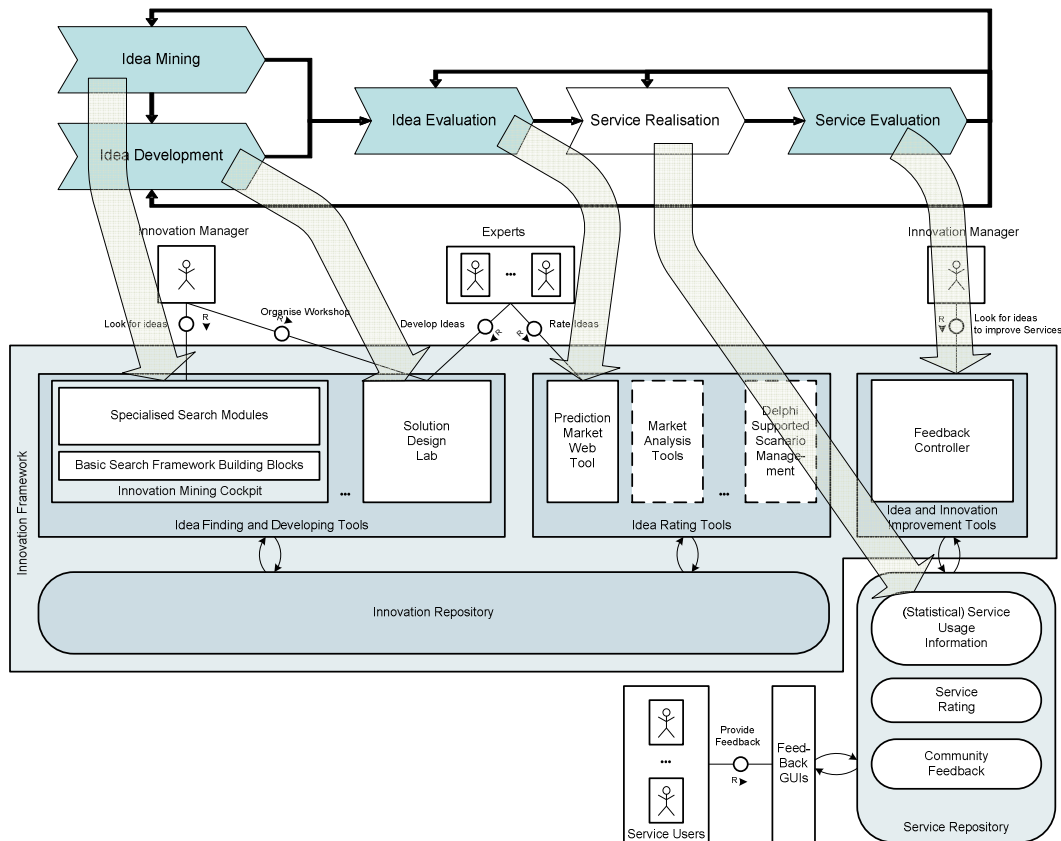 Idea Mining
Idea Development
Idea Evaluation
Service Realisation
Service Evaluation
Innovation Manager
Experts
Innovation Manager
...
Look for ideas
R
Organise Workshop
R
Develop Ideas
R
R
Rate Ideas
R
Look for ideas
to improve Services
Innovation Framework
Specialised Search Modules
Basic Search Framework Building Blocks
Innovation Mining Cockpit
...
Solution
Design
Lab
Idea Finding and Developing Tools
Prediction
Market
Web
Tool
Market
Analysis
Tools
...
Delphi
Supported
Scanario
Manage-
ment
Idea Rating Tools
Feedback
Controller
Idea and Innovation
Improvement Tools
Innovation Repository
(Statistical) Service
Usage
Information
Service
Rating
Community
Feedback
Service Repository
...
Service Users
Provide
Feedback
R
Feed-
Back
GUIs